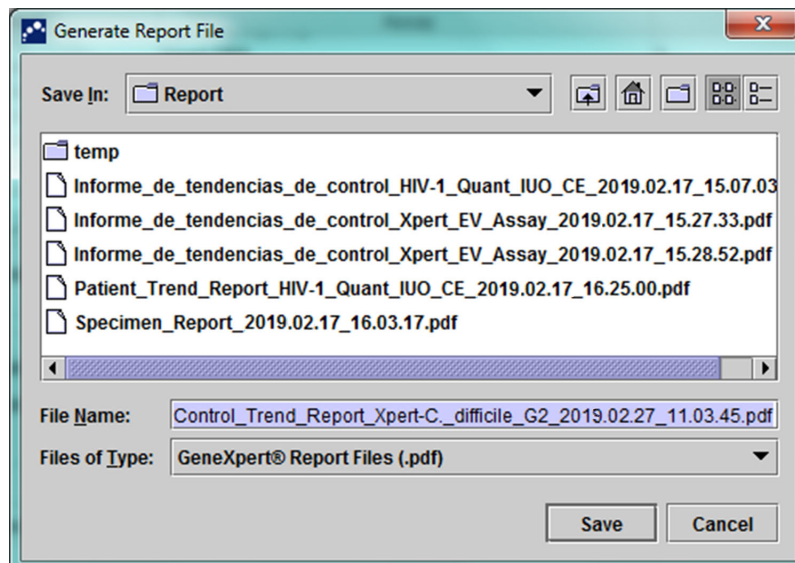 Generate Report File
Save In: Report
temp
Informe_de_tendencias_de_control_HIV-1_Quant_IUO_CE_2019.02.17_15.07.03
Informe_de_tendencias_de_control_Xpert_EV_Assay_2019.02.17_15.27.33.pdf
Informe_de_tendencias_de_control_Xpert_EV_Assay_2019.02.17_15.28.52.pdf
Patient_Trend_Report_HIV-1_Quant_IUO_CE_2019.02.17_16.25.00.pdf
Specimen_Report_2019.02.17_16.03.17.pdf
File Name: Control_Trend_Report_Xpert-C._difficile_G2_2019.02.27_11.03.45.pdf
Files of Type: GeneXpert® Report Files (.pdf)
Save Cancel